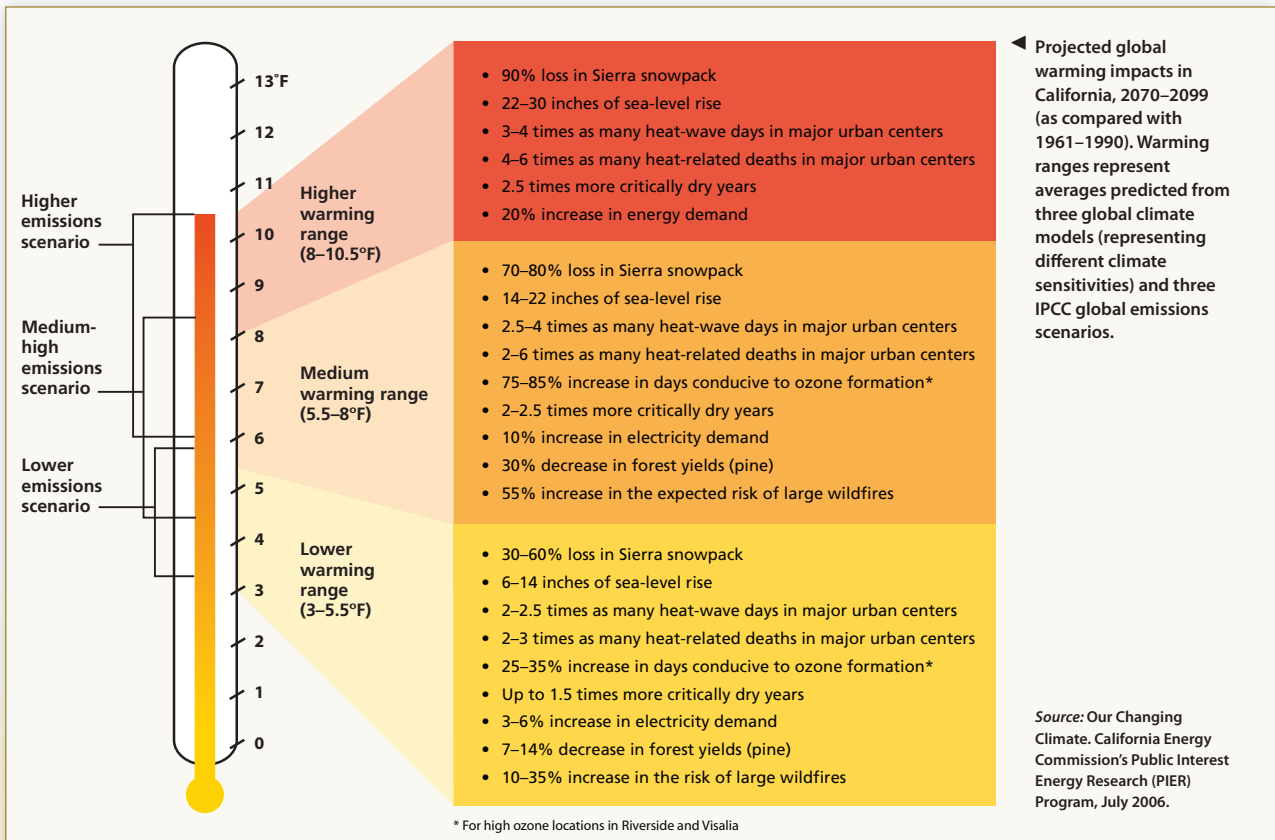 13˚F
12
11
10
9
8
7
6
5
4
3
2
1
0
Higher
emissions
scenario
Medium-
high
emissions
scenario
Lower
emissions
scenario
Higher
warming
range
(8–10.5ºF)
• 90% loss in Sierra snowpack
• 22–30 inches of sea-level rise
• 3–4 times as many heat-wave days in major urban centers
• 4–6 times as many heat-related deaths in major urban centers
• 2.5 times more critically dry years
• 20% increase in energy demand
Medium
warming range
(5.5–8ºF)
• 70–80% loss in Sierra snowpack
• 14–22 inches of sea-level rise
• 2.5–4 times as many heat-wave days in major urban centers
• 2–6 times as many heat-related deaths in major urban centers
• 75–85% increase in days conducive to ozone formation*
• 2–2.5 times more critically dry years
• 10% increase in electricity demand
• 30% decrease in forest yields (pine)
• 55% increase in the expected risk of large wildfires
Lower
warming
range
(3–5.5ºF)
• 30–60% loss in Sierra snowpack
• 6–14 inches of sea-level rise
• 2–2.5 times as many heat-wave days in major urban centers
• 2–3 times as many heat-related deaths in major urban centers
• 25–35% increase in days conducive to ozone formation*
• Up to 1.5 times more critically dry years
• 3–6% increase in electricity demand
• 7–14% decrease in forest yields (pine)
• 10–35% increase in the risk of large wildfires
* For high ozone locations in Riverside and Visalia
◄ Projected global
warming impacts in
California, 2070–2099
(as compared with
1961–1990). Warming
ranges represent
averages predicted from
three global climate
models (representing
different climate
sensitivities) and three
IPCC global emissions
scenarios.
Source: Our Changing
Climate. California Energy
Commission's Public Interest
Energy Research (PIER)
Program, July 2006.